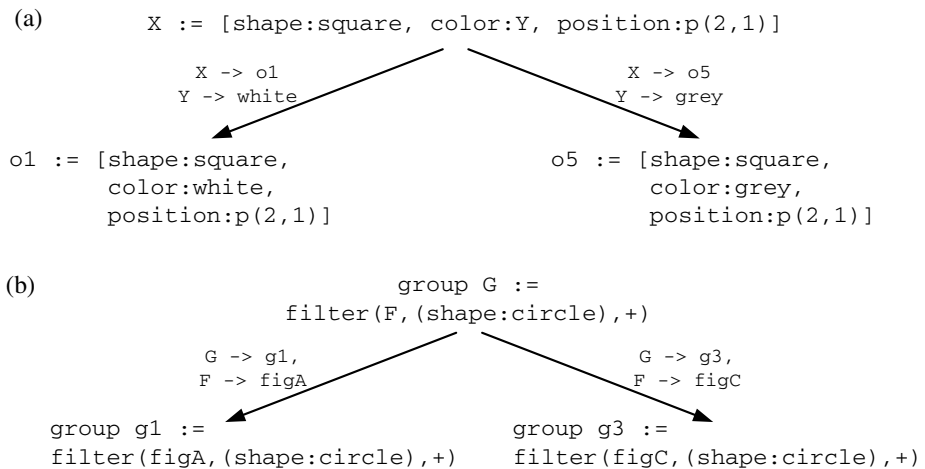 (a)
X := [shape:square, color:Y, position:p(2,1)]
X -> o1
Y -> white
X -> o5
Y -> grey
o1 := [shape:square,
color:white,
position:p(2,1)]
o5 := [shape:square,
color:grey,
position:p(2,1)]
(b)
group G :=
filter(F,(shape:circle),+)
G -> g1,
F -> figA
G -> g3,
F -> figC
group g1 :=
filter(figA,(shape:circle),+)
group g3 :=
filter(figC,(shape:circle),+)